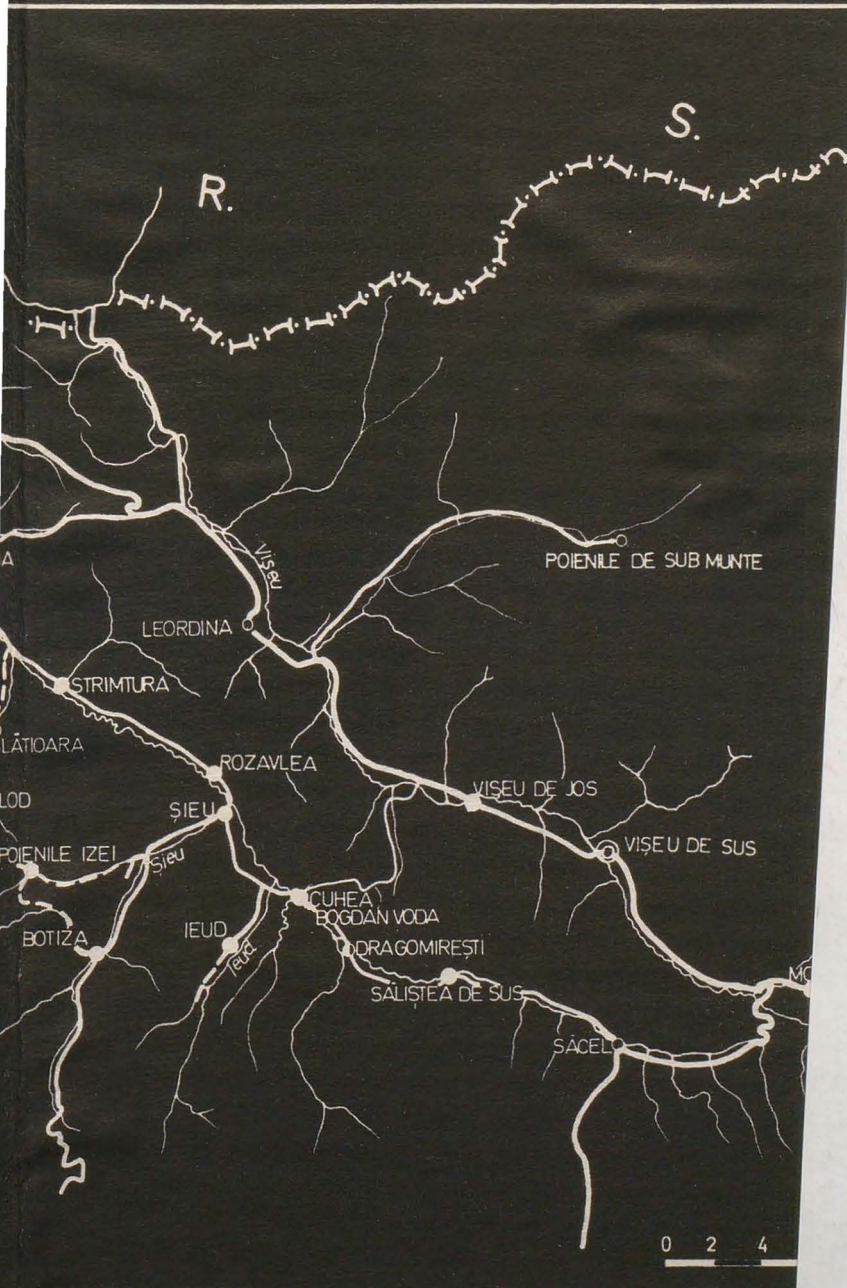 S.
R.
Vișeu
POIENILE DE SUB MUNTE
A
LEORDINA
STRIMTURA
LĂTIOARA
ROZAVLEA
LOD
VIȘEU DE JOS
ȘIEU
POIENILE IZEI
Șieu
VIȘEU DE SUS
CUHEA
BOGDAN VODA
BOTIZA
IEUD
Ieud
DRAGOMIREȘTI
MO
SĂLIȘTEA DE SUS
SĂCEL
0 2 4